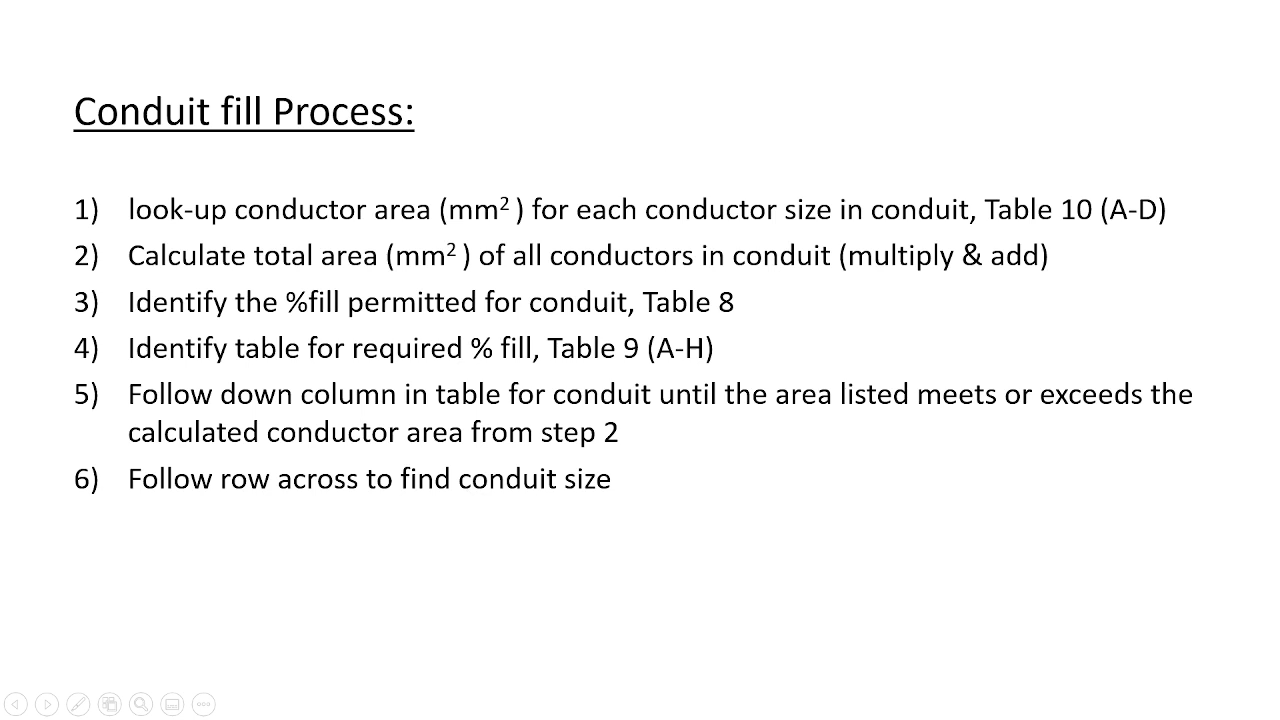 Conduit fill Process:
1) look-up conductor area (mm² ) for each conductor size in conduit, Table 10 (A-D)
2) Calculate total area (mm² ) of all conductors in conduit (multiply & add)
3) Identify the %fill permitted for conduit, Table 8
4) Identify table for required % fill, Table 9 (A-H)
5) Follow down column in table for conduit until the area listed meets or exceeds the
calculated conductor area from step 2
6) Follow row across to find conduit size